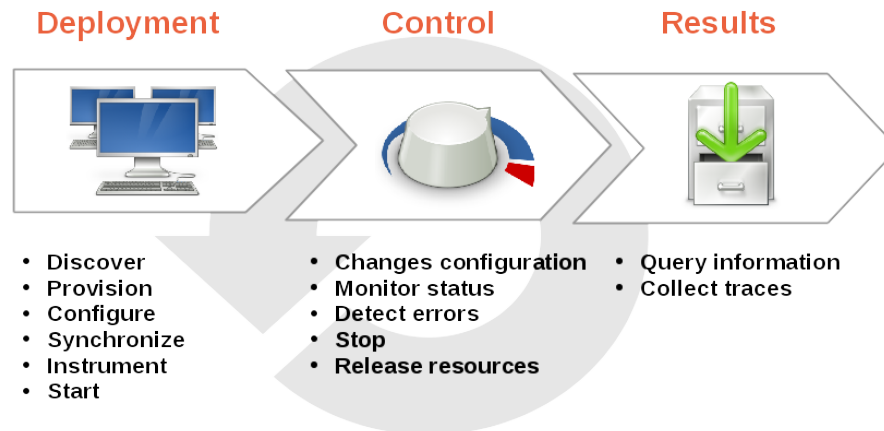 Deployment
Control
Results
• Discover
• Provision
• Configure
• Synchronize
• Instrument
• Start
• Changes configuration
• Monitor status
• Detect errors
• Stop
• Release resources
• Query information
• Collect traces